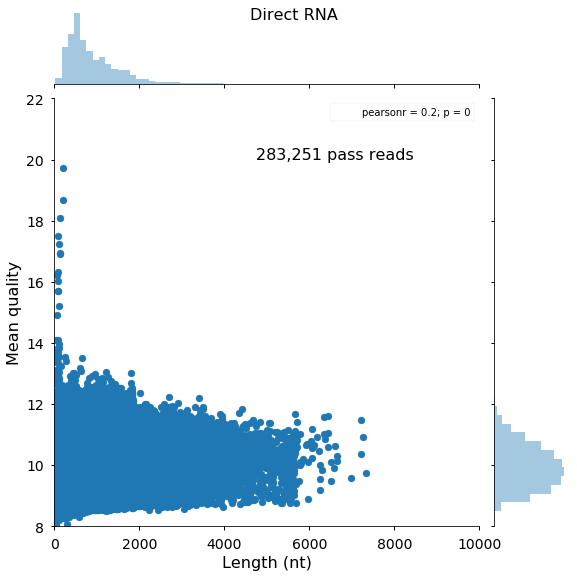 Direct RNA
pearsonr = 0.2; p = 0
283,251 pass reads
Mean quality
22
20
18
16
14
12
10
8
0 2000 4000 6000 8000 10000
Length (nt)